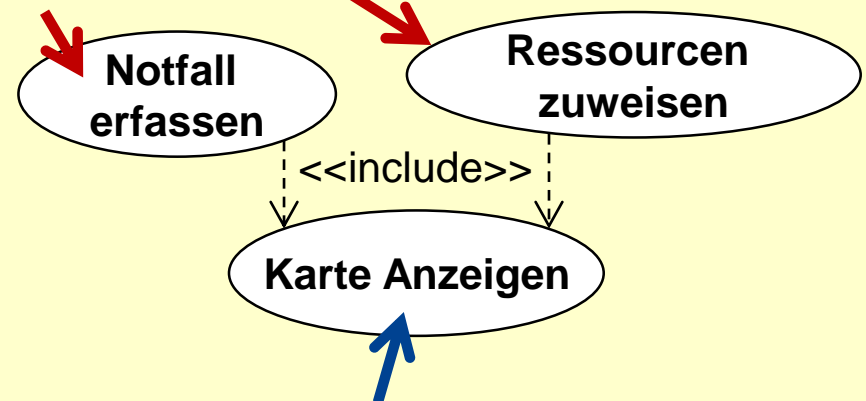 Notfall
erfassen
Ressourcen
zuweisen
<<include>>
Karte Anzeigen